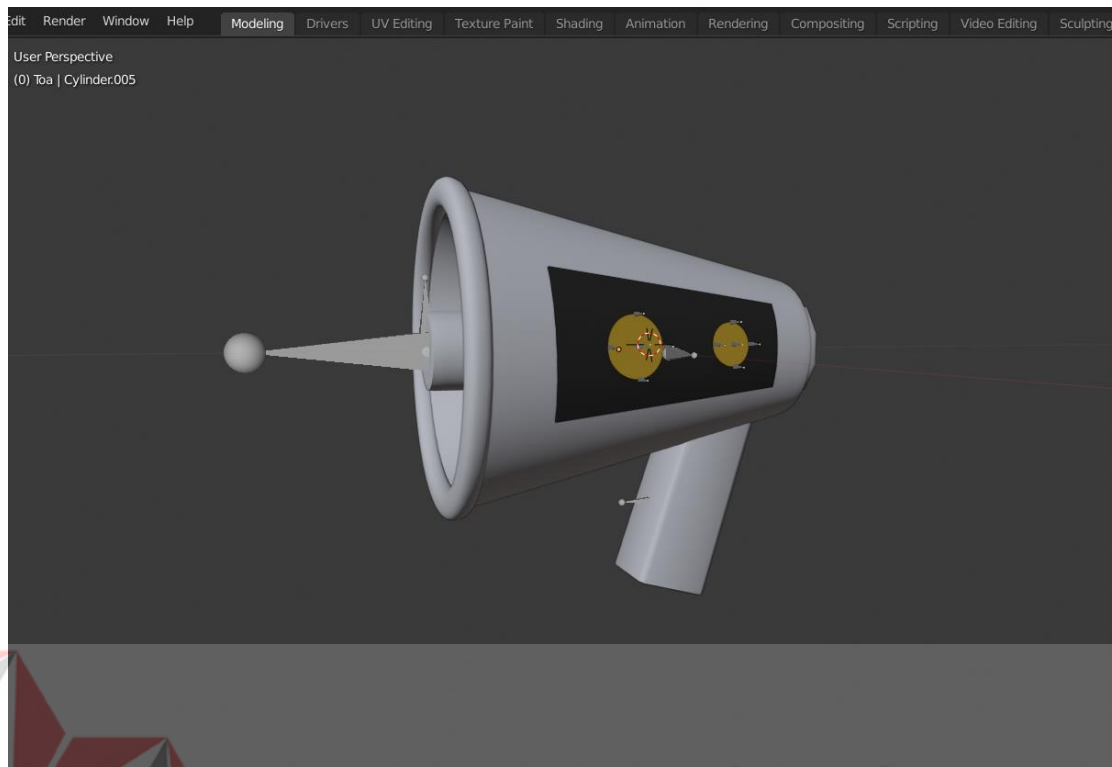 Edit Render Window Help Modeling Drivers UV Editing Texture Paint Shading Animation Rendering Compositing Scripting Video Editing Sculpting
User Perspective
(0) Toa | Cylinder.005